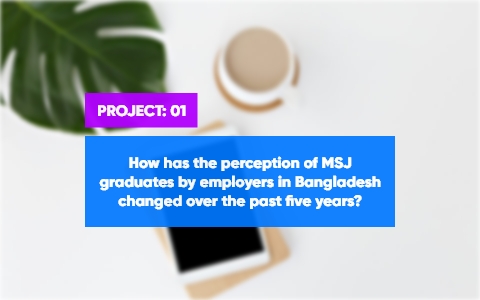 PROJECT: 01
How has the perception of MSJ
graduates by employers in Bangladesh
changed over the past five years?